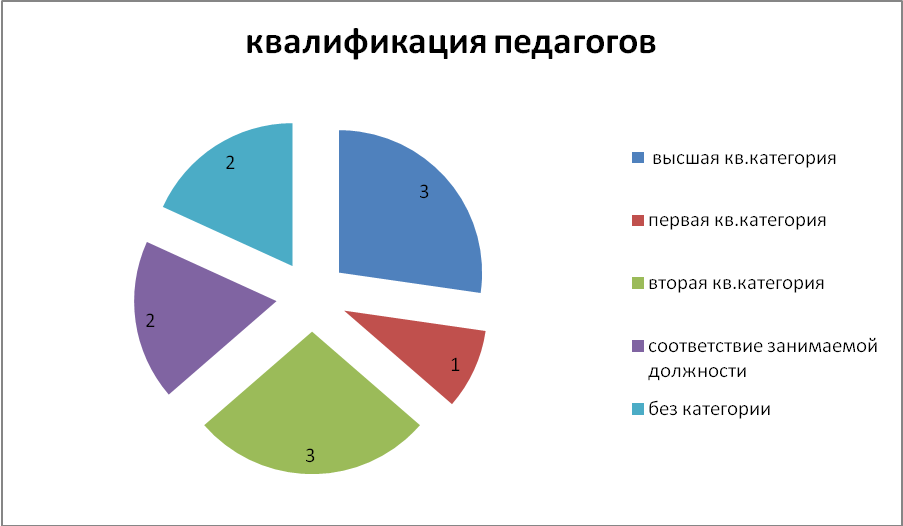 квалификация педагогов
2
3
2
1
3
высшая кв.категория
первая кв.категория
вторая кв.категория
соответствие занимаемой
должности
без категории